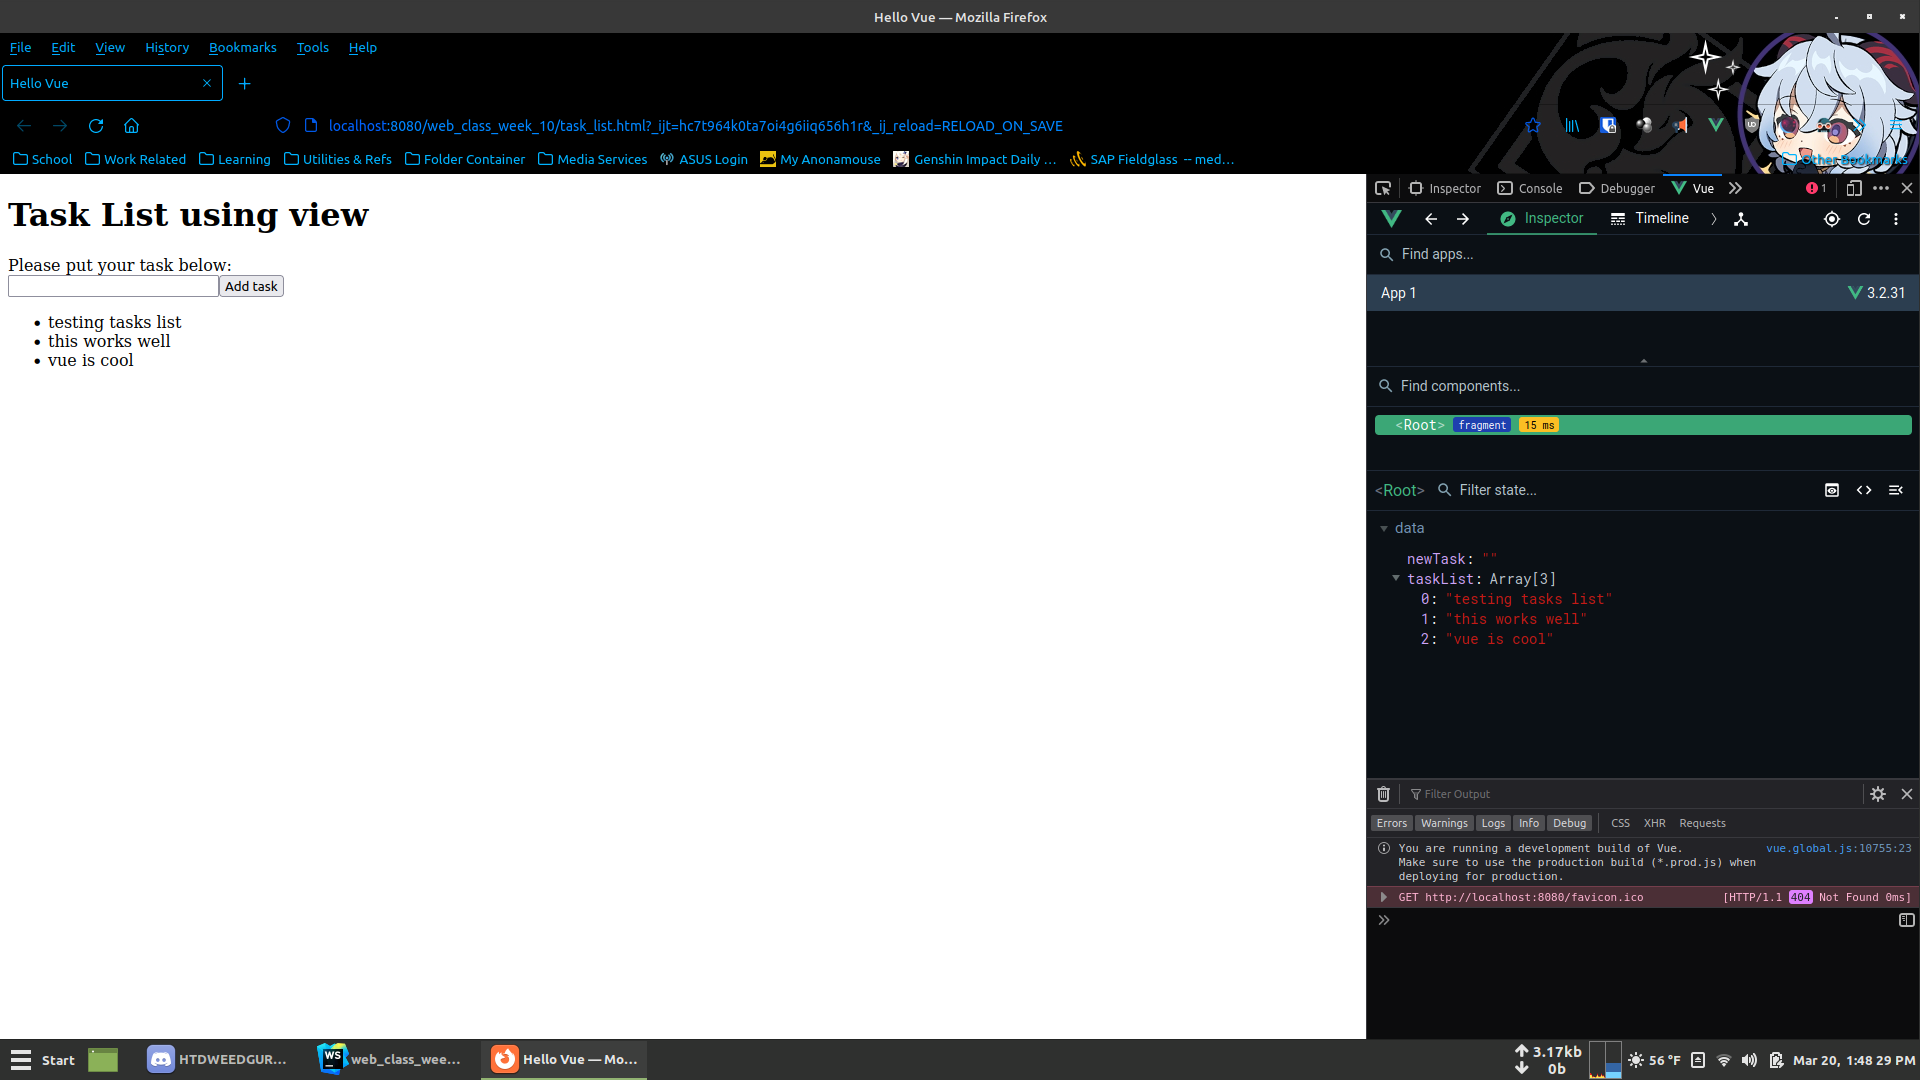 Hello Vue — Mozilla Firefox
File Edit View History Bookmarks Tools Help
Hello Vue
localhost:8080/web_class_week_10/task_list.html?_ijt=hc7t964k0ta7oi4g6iiq656h1r&_ij_reload=RELOAD_ON_SAVE
School Work Related Learning Utilities & Refs Folder Container Media Services ASUS Login My Anonamouse Genshin Impact Daily ... SAP Fieldglass -- med... Other Bookmarks
Task List using view
Please put your task below:
Add task
testing tasks list
this works well
vue is cool
Inspector Console Debugger Vue 1
Inspector Timeline
Find apps...
App 1 3.2.31
Find components...
<Root> fragment 15 ms
<Root> Filter state...
data
newTask: ""
taskList: Array[3]
0: "testing tasks list"
1: "this works well"
2: "vue is cool"
Filter Output
Errors Warnings Logs Info Debug CSS XHR Requests
You are running a development build of Vue. vue.global.js:10755:23
Make sure to use the production build (*.prod.js) when
deploying for production.
GET http://localhost:8080/favicon.ico [HTTP/1.1 404 Not Found 0ms]
Start HTDWEEDGUR... WS web_class_wee... Hello Vue — Mo... 3.17kb 0b 56 °F Mar 20, 1:48:29 PM